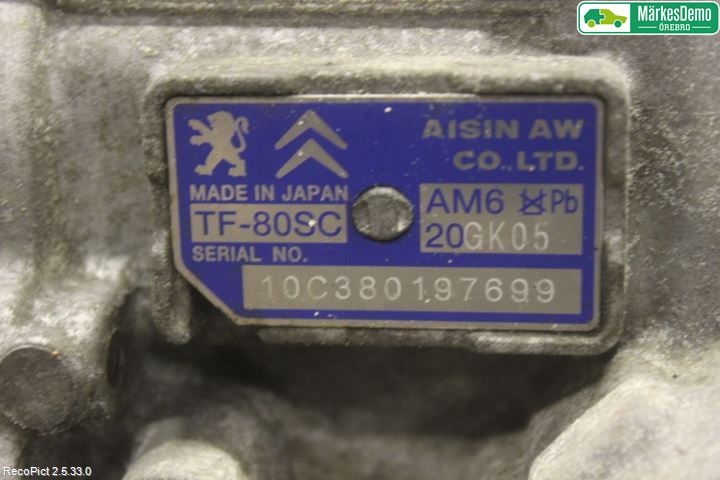 MärkesDemo
ÖREBRO
AISIN AW
CO.,LTD.
MADE IN JAPAN
TF-80SC
AM6 Pb
20GK05
SERIAL NO.
10C380197699
RecoPict 2.5.33.0